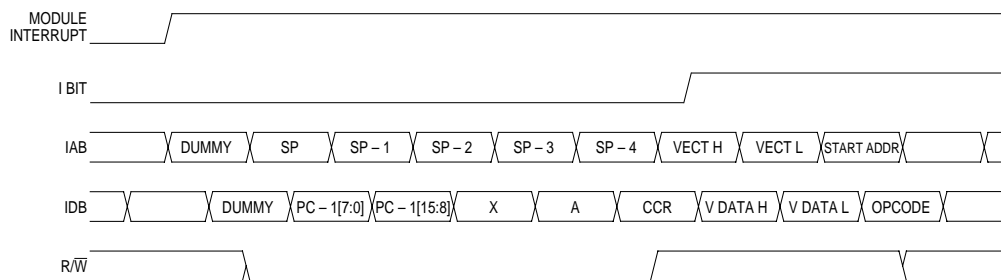 MODULE
INTERRUPT
I BIT
IAB DUMMY SP SP – 1 SP – 2 SP – 3 SP – 4 VECT H VECT L START ADDR
IDB DUMMY PC – 1[7:0] PC – 1[15:8] X A CCR V DATA H V DATA L OPCODE
R/W̅